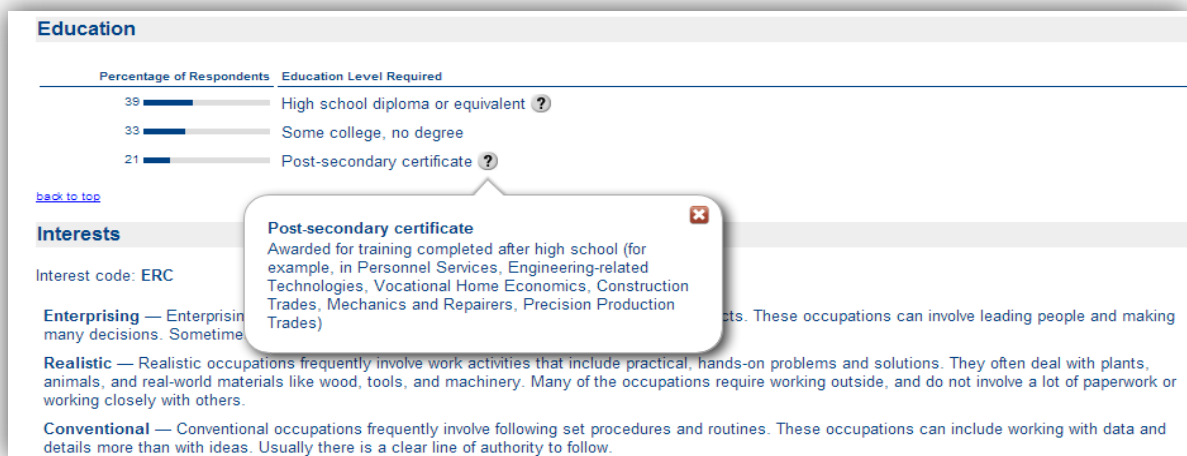 Education
Percentage of Respondents Education Level Required
39 High school diploma or equivalent ?
33 Some college, no degree
21 Post-secondary certificate ?
back to top
Post-secondary certificate
Awarded for training completed after high school (for
example, in Personnel Services, Engineering-related
Technologies, Vocational Home Economics, Construction
Trades, Mechanics and Repairers, Precision Production
Trades)
Interests
Interest code: ERC
Enterprising — Enterprisin cts. These occupations can involve leading people and making
many decisions. Sometime
Realistic — Realistic occupations frequently involve work activities that include practical, hands-on problems and solutions. They often deal with plants,
animals, and real-world materials like wood, tools, and machinery. Many of the occupations require working outside, and do not involve a lot of paperwork or
working closely with others.
Conventional — Conventional occupations frequently involve following set procedures and routines. These occupations can include working with data and
details more than with ideas. Usually there is a clear line of authority to follow.